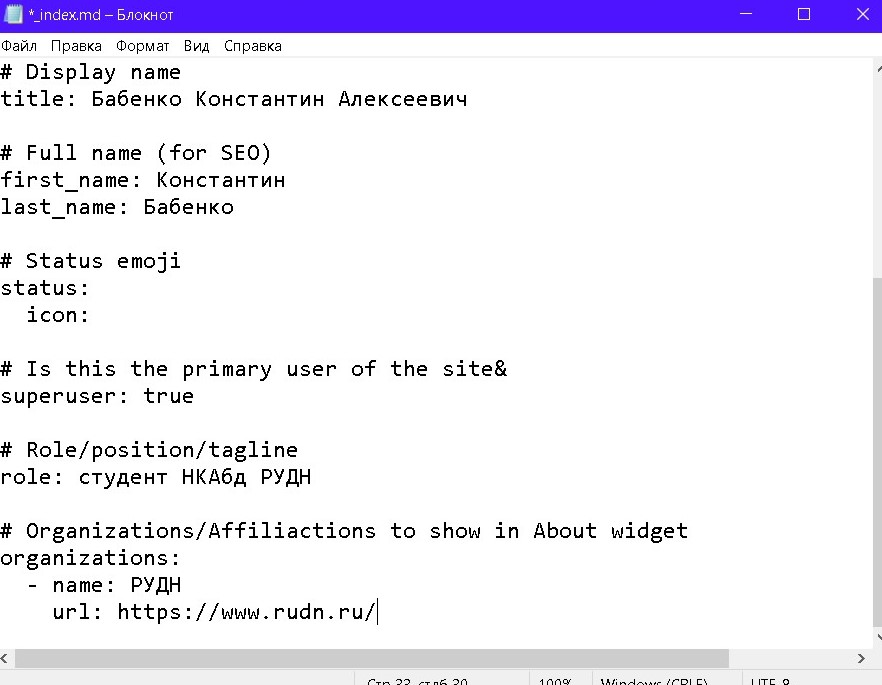 *_index.md – Блокнот
Файл Правка Формат Вид Справка
# Display name
title: Бабенко Константин Алексеевич
# Full name (for SEO)
first_name: Константин
last_name: Бабенко
# Status emoji
status:
icon:
# Is this the primary user of the site&
superuser: true
# Role/position/tagline
role: студент НКАбд РУДН
# Organizations/Affiliactions to show in About widget
organizations:
- name: РУДН
url: https://www.rudn.ru/
Стр 33, стлб 30 100% Windows (CRLF) UTF-8